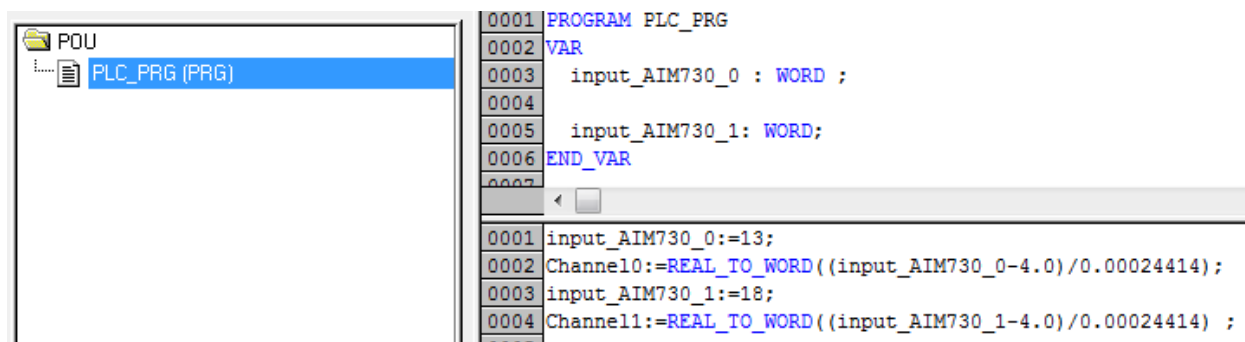 POU
PLC_PRG (PRG)
0001 PROGRAM PLC_PRG
0002 VAR
0003 input_AIM730_0 : WORD ;
0004
0005 input_AIM730_1: WORD;
0006 END_VAR
0007
0001 input_AIM730_0:=13;
0002 Channel0:=REAL_TO_WORD((input_AIM730_0-4.0)/0.00024414);
0003 input_AIM730_1:=18;
0004 Channel1:=REAL_TO_WORD((input_AIM730_1-4.0)/0.00024414) ;